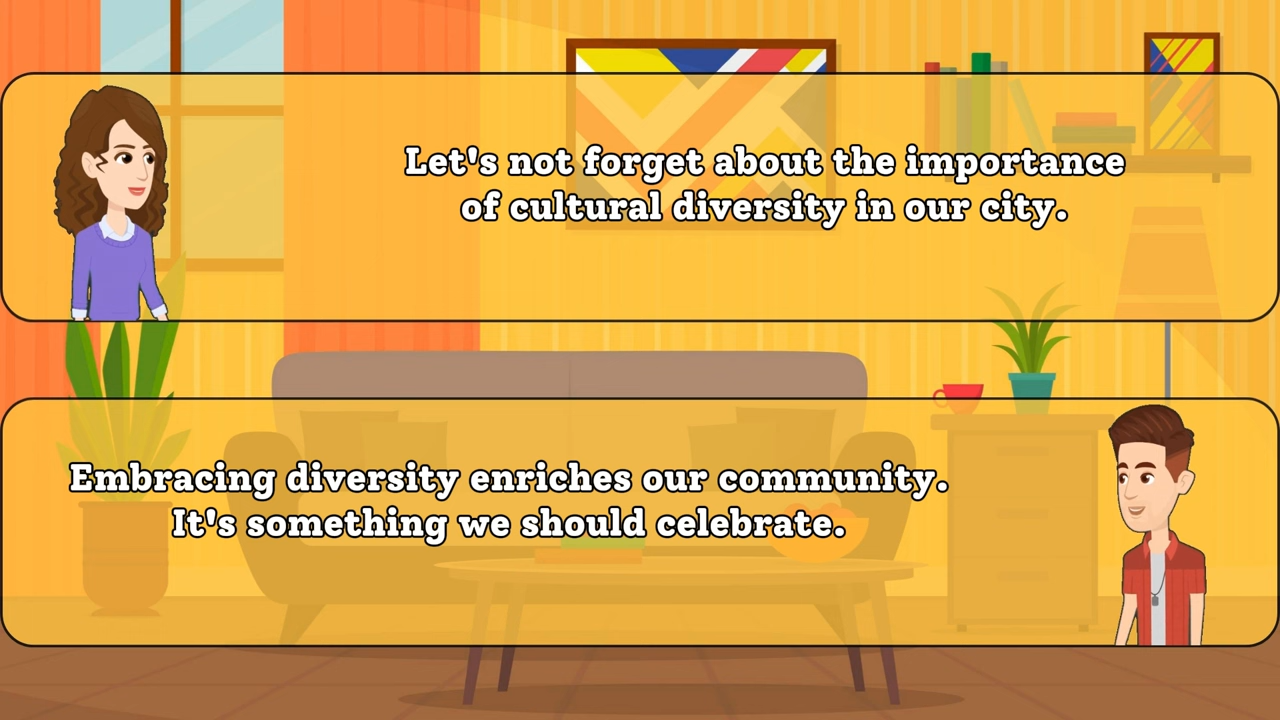 Let's not forget about the importance
of cultural diversity in our city.
Embracing diversity enriches our community.
It's something we should celebrate.